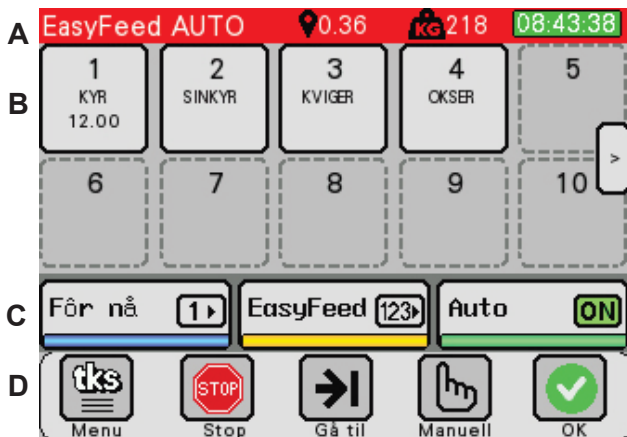 A EasyFeed AUTO 0.36 KG 218 08:43:38
B
1 2 3 4 5
KYR SINKYR KVIGER OKSER
12.00
>
6 7 8 9 10
C Fôr nå 1 EasyFeed 123 Auto ON
D tks STOP
Menu Stop Gå til Manuell OK